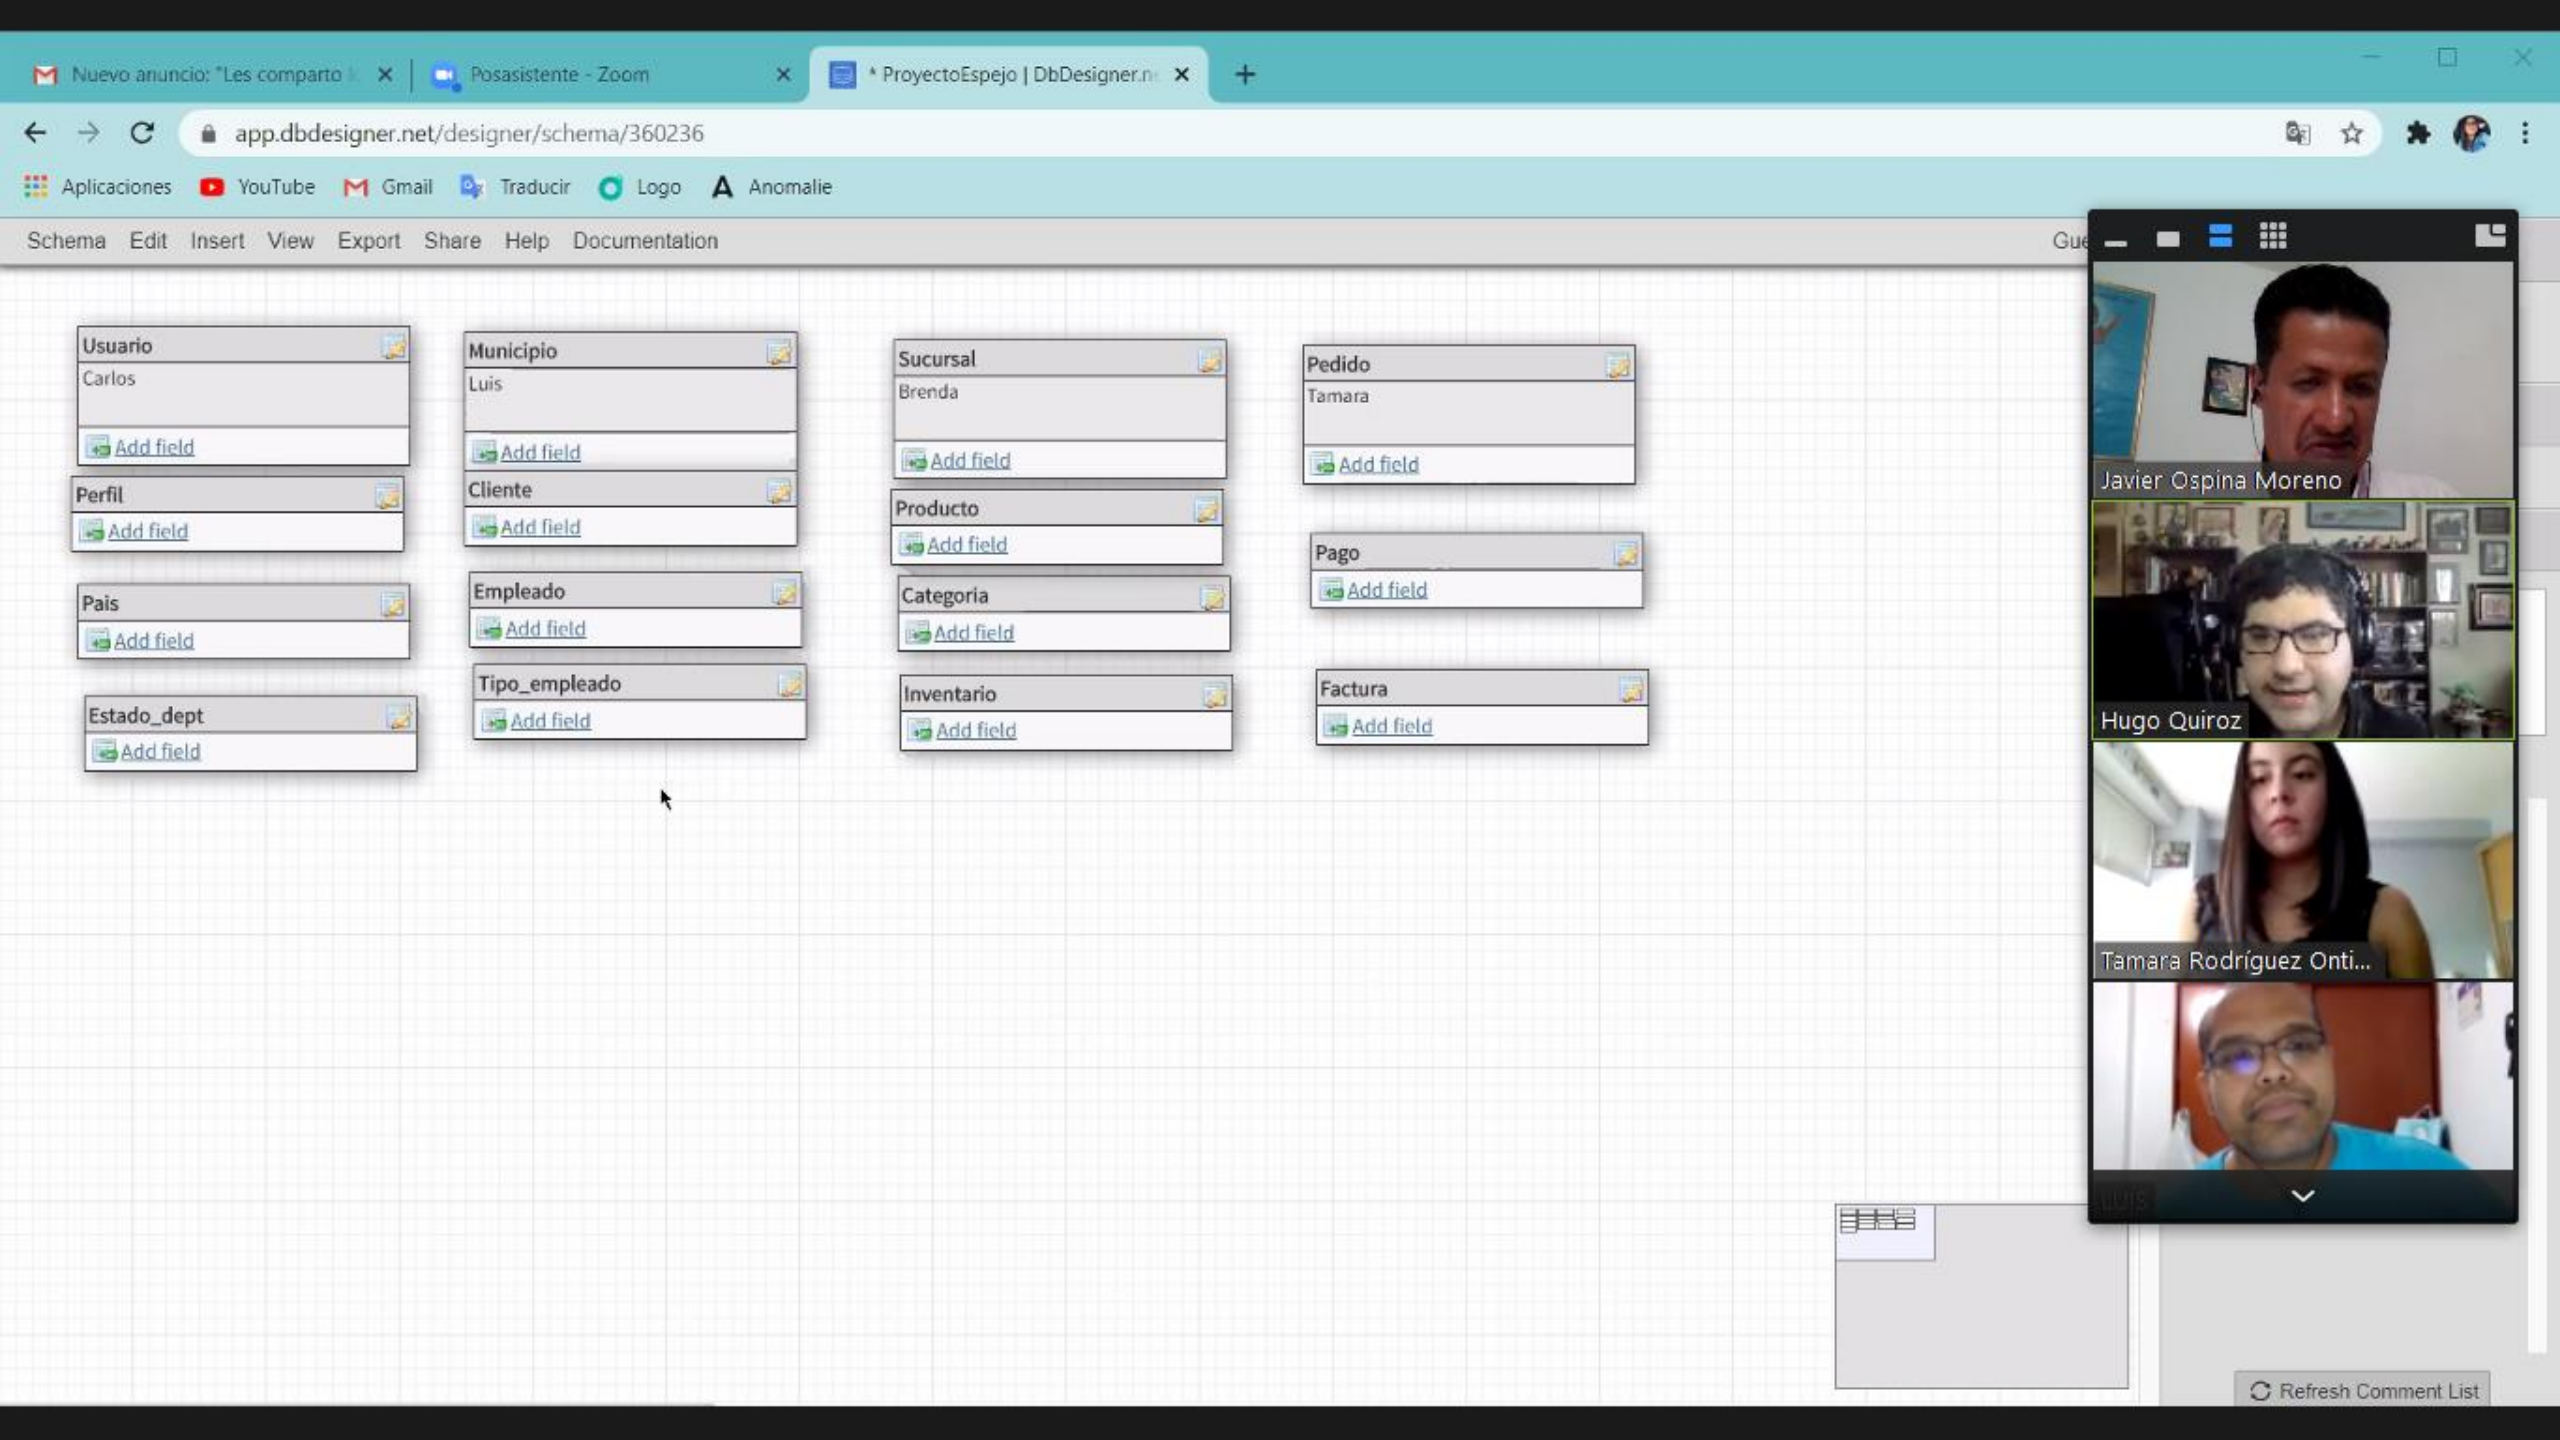 Nuevo anuncio: "Les comparto
Posasistente - Zoom
* ProyectoEspejo | DbDesigner.n
app.dbdesigner.net/designer/schema/360236
Aplicaciones
YouTube
Gmail
Traducir
Logo
Anomalie
Schema
Edit
Insert
View
Export
Share
Help
Documentation
Gue
Usuario
Carlos
Add field
Perfil
Add field
Pais
Add field
Estado_dept
Add field
Municipio
Luis
Add field
Cliente
Add field
Empleado
Add field
Tipo_empleado
Add field
Sucursal
Brenda
Add field
Producto
Add field
Categoria
Add field
Inventario
Add field
Pedido
Tamara
Add field
Pago
Add field
Factura
Add field
Javier Ospina Moreno
Hugo Quiroz
Tamara Rodríguez Onti...
Refresh Comment List